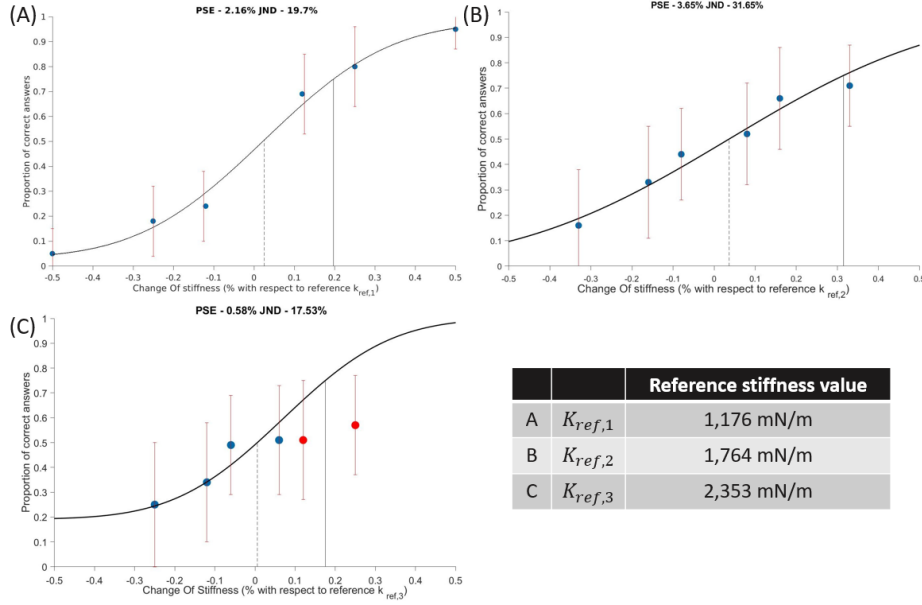 (A)
PSE - 2.16% JND - 19.7%
Proportion of correct answers
1
0.9
0.8
0.7
0.6
0.5
0.4
0.3
0.2
0.1
0
-0.5 -0.4 -0.3 -0.2 -0.1 0 0.1 0.2 0.3 0.4 0.5
Change Of stiffness (% with respect to reference k ref,1)
(B)
PSE - 3.65% JND - 31.65%
Proportion of correct answers
1
0.9
0.8
0.7
0.6
0.5
0.4
0.3
0.2
0.1
0
-0.5 -0.4 -0.3 -0.2 -0.1 0 0.1 0.2 0.3 0.4 0.5
Change Of Stiffness (% with respect to reference k ref,2)
(C)
PSE - 0.58% JND - 17.53%
Proportion of correct answers
1
0.9
0.8
0.7
0.6
0.5
0.4
0.3
0.2
0.1
0
-0.5 -0.4 -0.3 -0.2 -0.1 0 0.1 0.2 0.3 0.4 0.5
Change Of Stiffness (% with respect to reference k ref,3)
Reference stiffness value
A K ref,1 1,176 mN/m
B K ref,2 1,764 mN/m
C K ref,3 2,353 mN/m